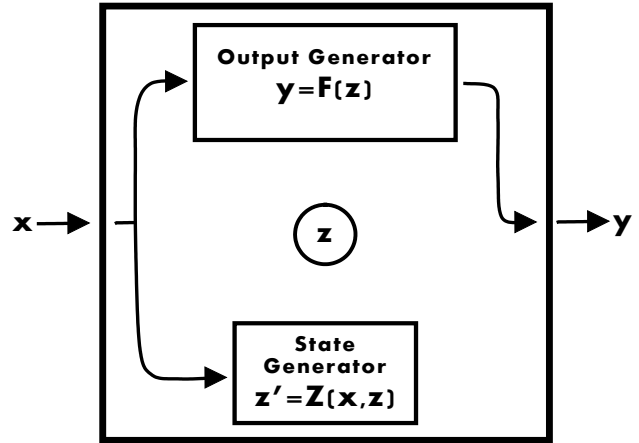 Output Generator
y=F(z)
x
z
y
State
Generator
z'=Z(x,z)